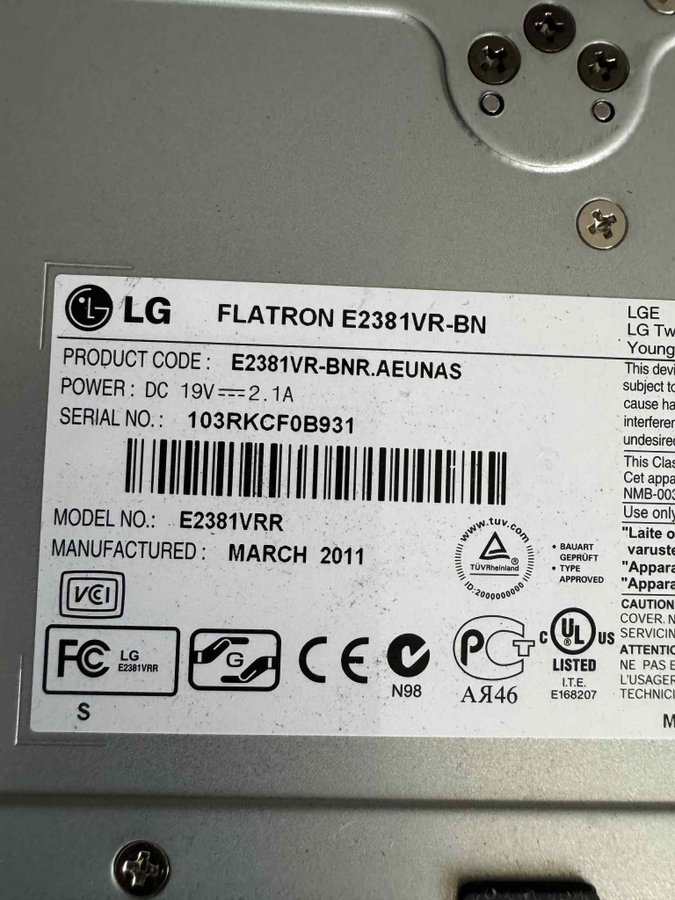 LG FLATRON E2381VR-BN
PRODUCT CODE : E2381VR-BNR.AEUNAS
POWER : DC 19V⎓2.1A
SERIAL NO. : 103RKCF0B931
MODEL NO.: E2381VRR
MANUFACTURED : MARCH 2011
VCI
FC LG
E2381VRR
S
G
CE
N98
www.tuv.com
TÜVRheinland®
ID:2000000000
• BAUART
GEPRÜFT
• TYPE
APPROVED
РСТ
АЯ46
C UL US
LISTED
I.T.E.
E168207
LGE
LG Tw
Young
This devi
subject to
cause ha
interferen
undesired
This Clas
Cet appa
NMB-003
Use only
"Laite o
varuste
"Appara
"Appara
CAUTION
COVER. N
SERVICIN
ATTENTIO
NE PAS E
L'USAGER
TECHNICI
M